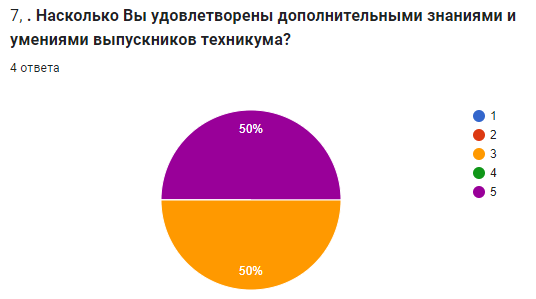 7, . Насколько Вы удовлетворены дополнительными знаниями и
умениями выпускников техникума?
4 ответа
50%
50%
1
2
3
4
5